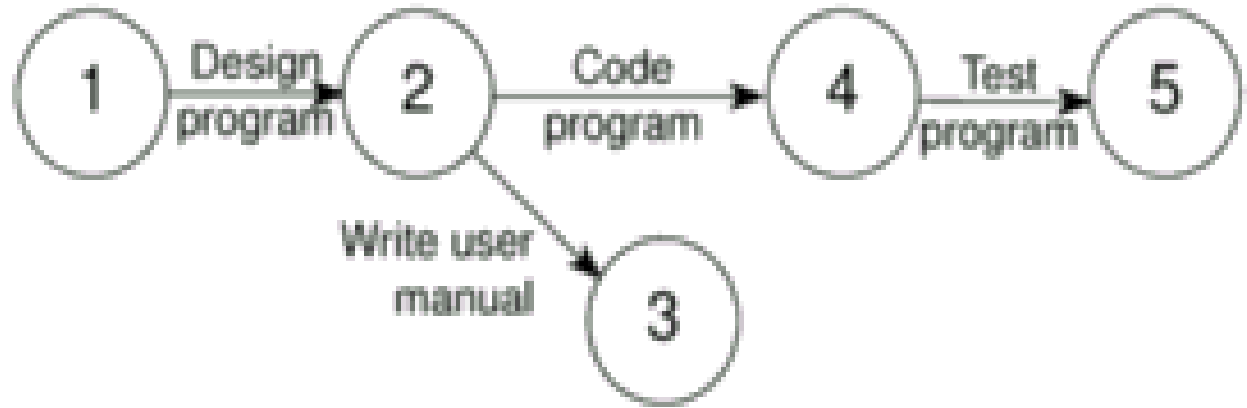 1
Design
program
2
Code
program
4
Test
program
5
Write user
manual
3